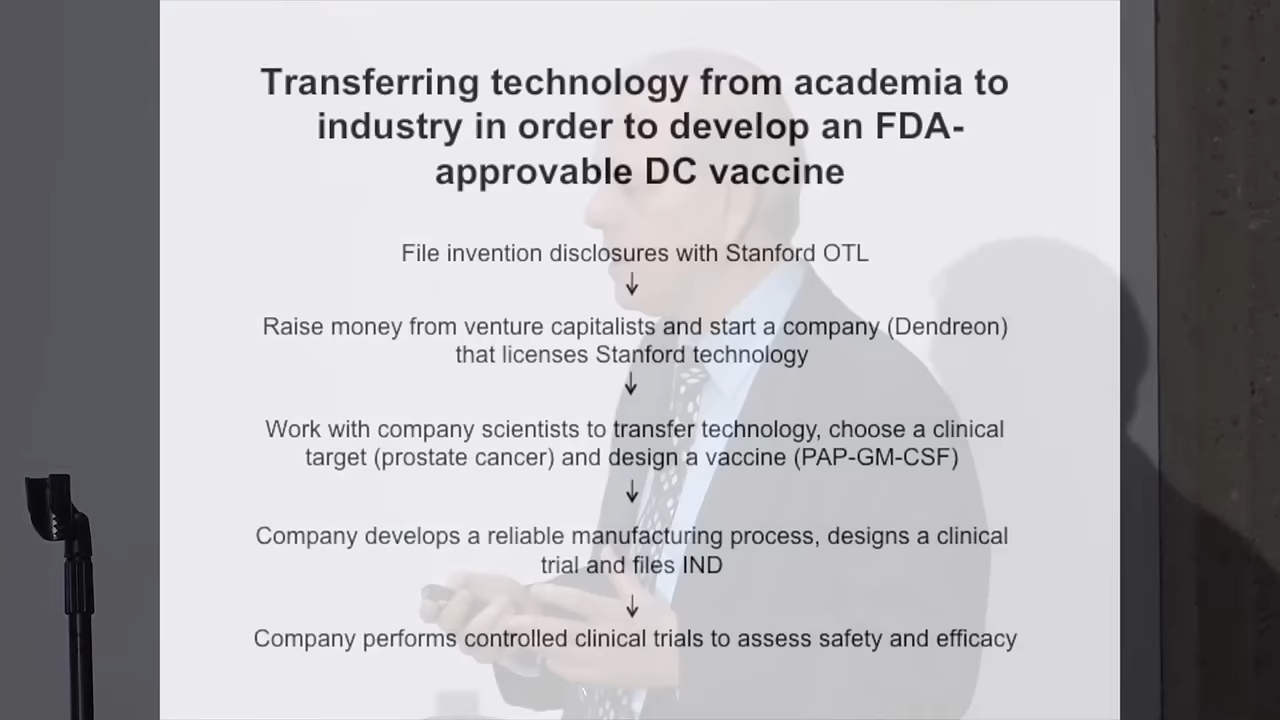 Transferring technology from academia to
industry in order to develop an FDA-
approvable DC vaccine
File invention disclosures with Stanford OTL
↓
Raise money from venture capitalists and start a company (Dendreon)
that licenses Stanford technology
↓
Work with company scientists to transfer technology, choose a clinical
target (prostate cancer) and design a vaccine (PAP-GM-CSF)
↓
Company develops a reliable manufacturing process, designs a clinical
trial and files IND
↓
Company performs controlled clinical trials to assess safety and efficacy